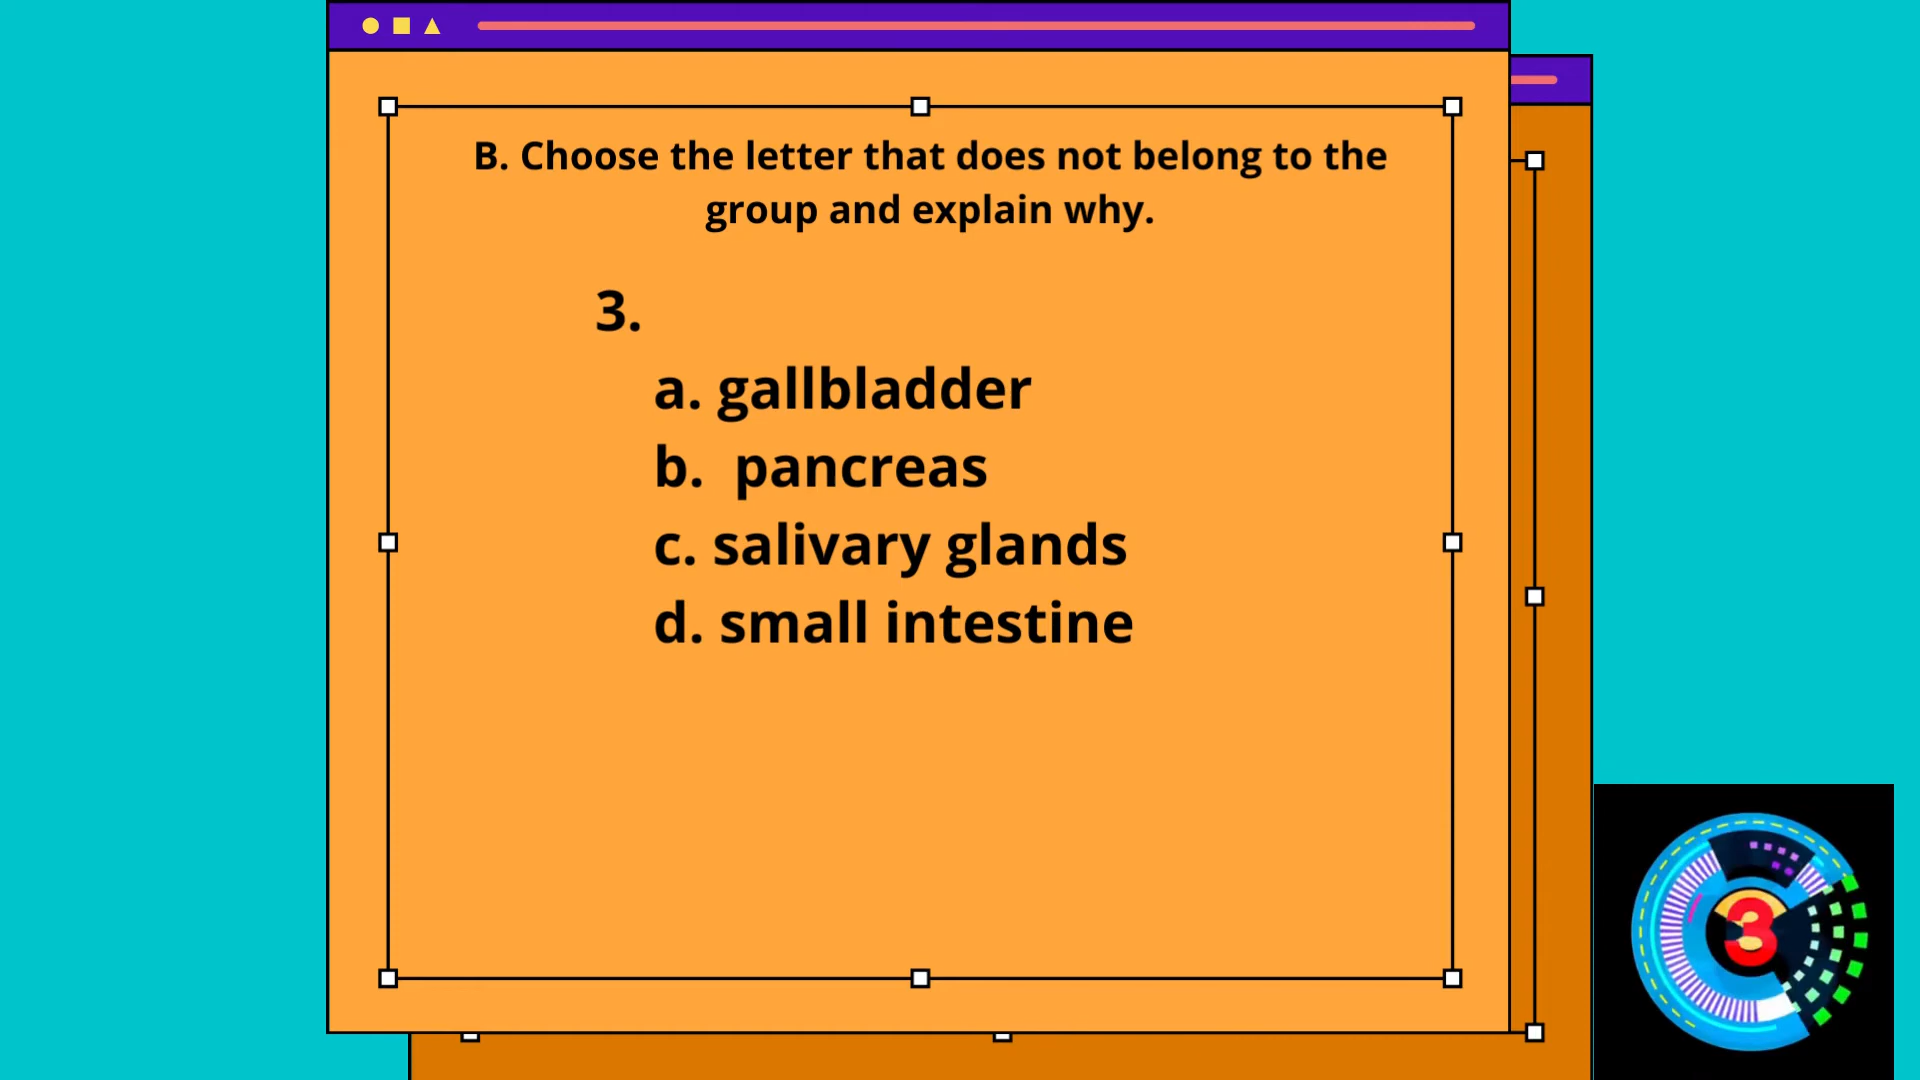 B. Choose the letter that does not belong to the
group and explain why.
3.
a. gallbladder
b. pancreas
c. salivary glands
d. small intestine
3